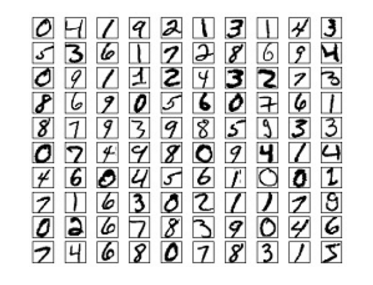 0 4 1 9 2 1 3 1 4 3
5 3 6 1 7 2 8 6 9 4
0 9 1 1 2 4 3 2 7 3
8 6 9 0 5 6 0 7 6 1
8 7 9 3 9 8 5 9 3 3
0 7 4 9 8 0 9 4 1 4
4 6 0 4 5 6 1 0 0 1
7 1 6 3 0 2 1 1 7 9
0 2 6 7 8 3 9 0 4 6
7 4 6 8 0 7 8 3 1 5